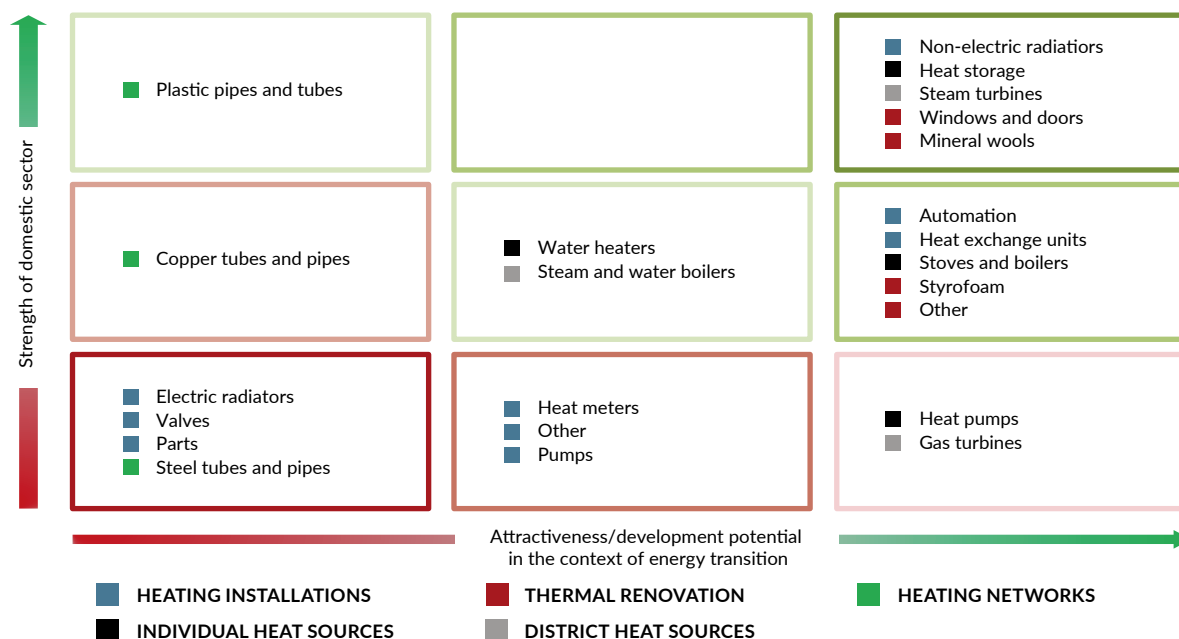 Strength of domestic sector
Plastic pipes and tubes
Non-electric radiatiors
Heat storage
Steam turbines
Windows and doors
Mineral wools
Copper tubes and pipes
Water heaters
Steam and water boilers
Automation
Heat exchange units
Stoves and boilers
Styrofoam
Other
Electric radiators
Valves
Parts
Steel tubes and pipes
Heat meters
Other
Pumps
Heat pumps
Gas turbines
Attractiveness/development potential
in the context of energy transition
HEATING INSTALLATIONS
THERMAL RENOVATION
HEATING NETWORKS
INDIVIDUAL HEAT SOURCES
DISTRICT HEAT SOURCES